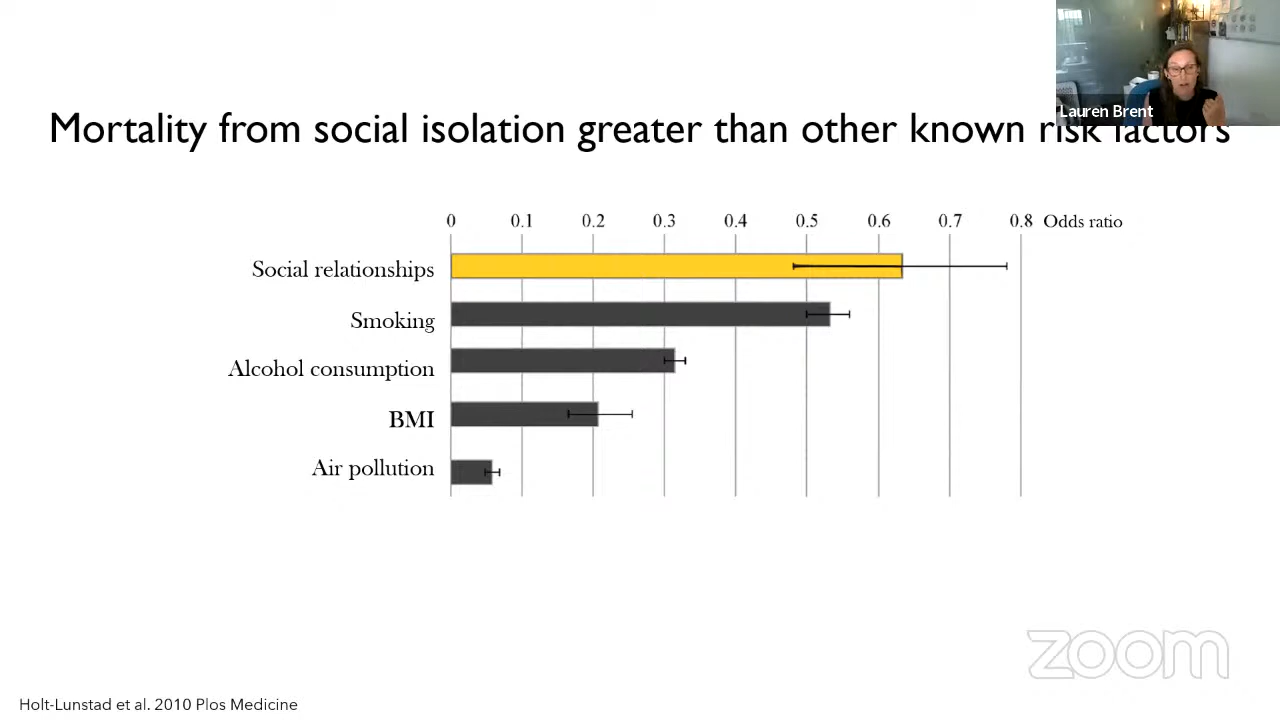 Lauren Brent
Mortality from social isolation greater than other known risk factors
0 0.1 0.2 0.3 0.4 0.5 0.6 0.7 0.8 Odds ratio
Social relationships
Smoking
Alcohol consumption
BMI
Air pollution
zoom
Holt-Lunstad et al. 2010 Plos Medicine